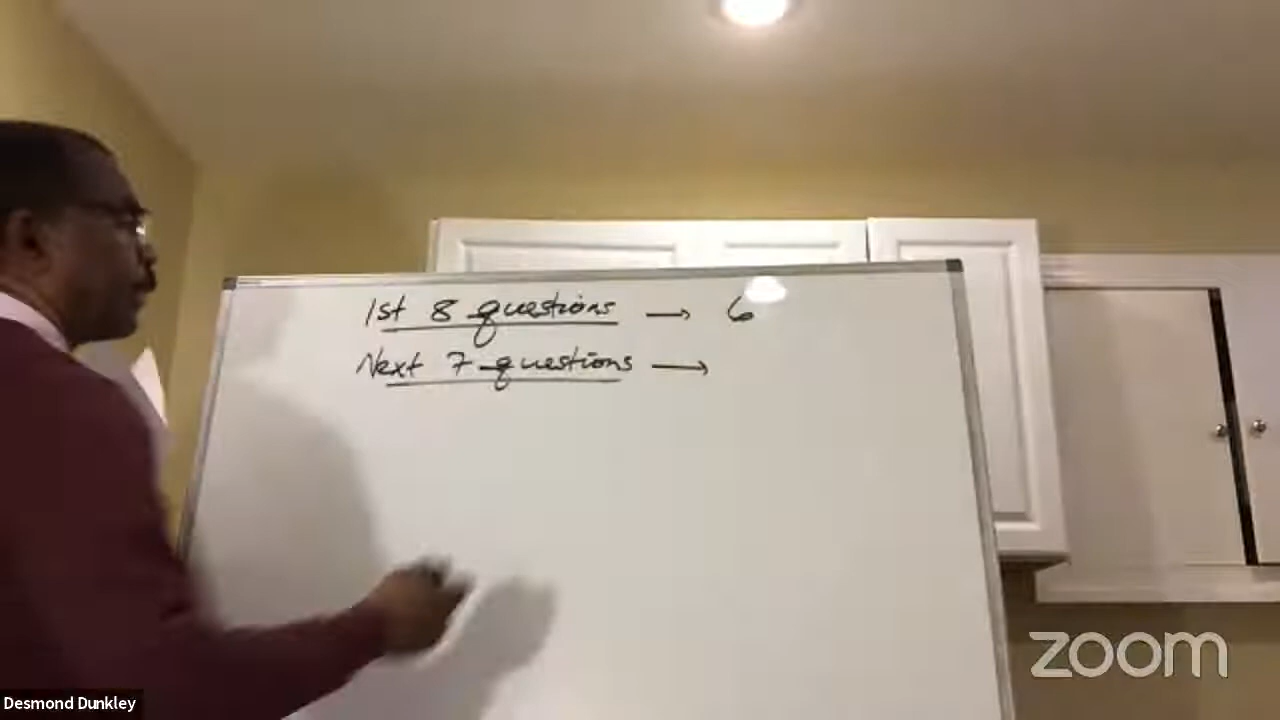 1st 8 questions → 6
Next 7 questions →
zoom
Desmond Dunkley